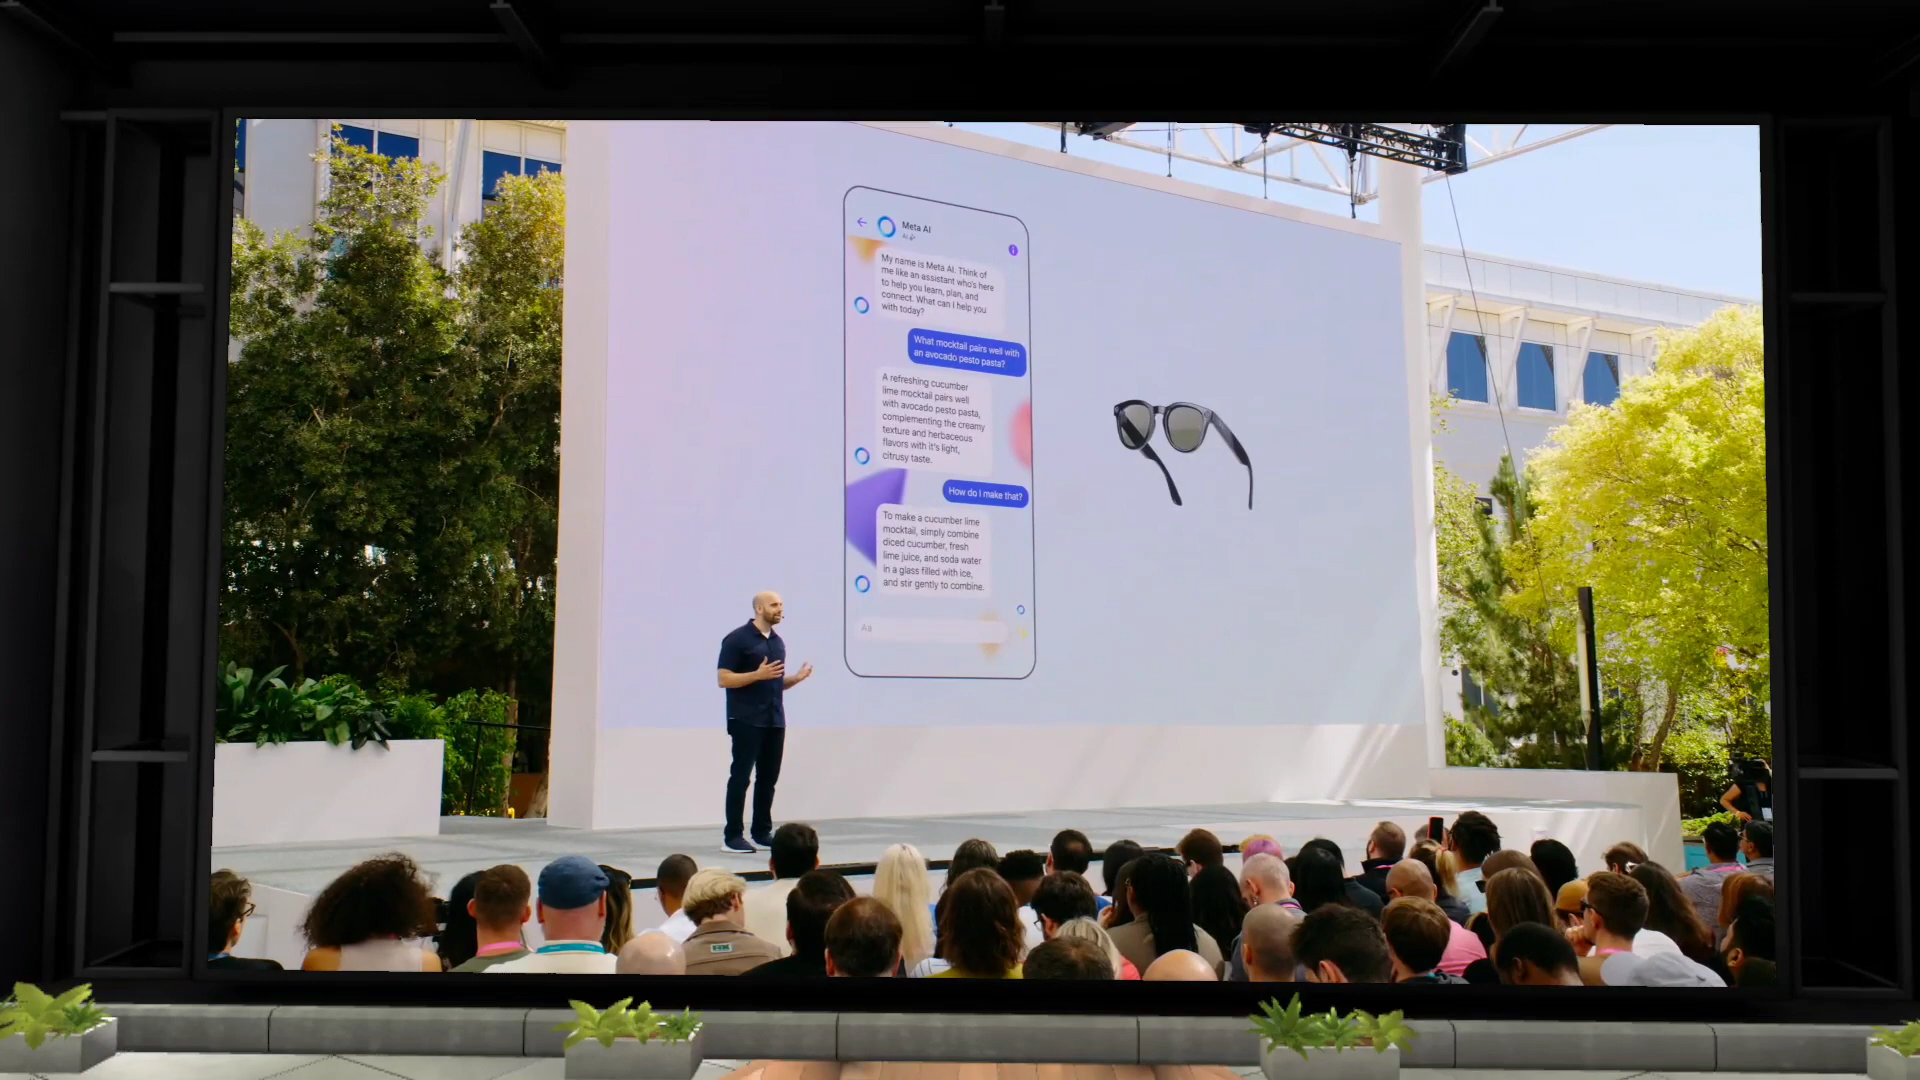 Meta AI
My name is Meta AI. Think of
me like an assistant who's here
to help you learn, plan, and
connect. What can I help you
with today?
What mocktail pairs well with
an avocado pesto pasta?
A refreshing cucumber
lime mocktail pairs well
with avocado pesto pasta,
complementing the creamy
texture and herbaceous
flavors with it's light,
citrusy taste.
How do I make that?
To make a cucumber lime
mocktail, simply combine
diced cucumber, fresh
lime juice, and soda water
in a glass filled with ice,
and stir gently to combine.
Aa